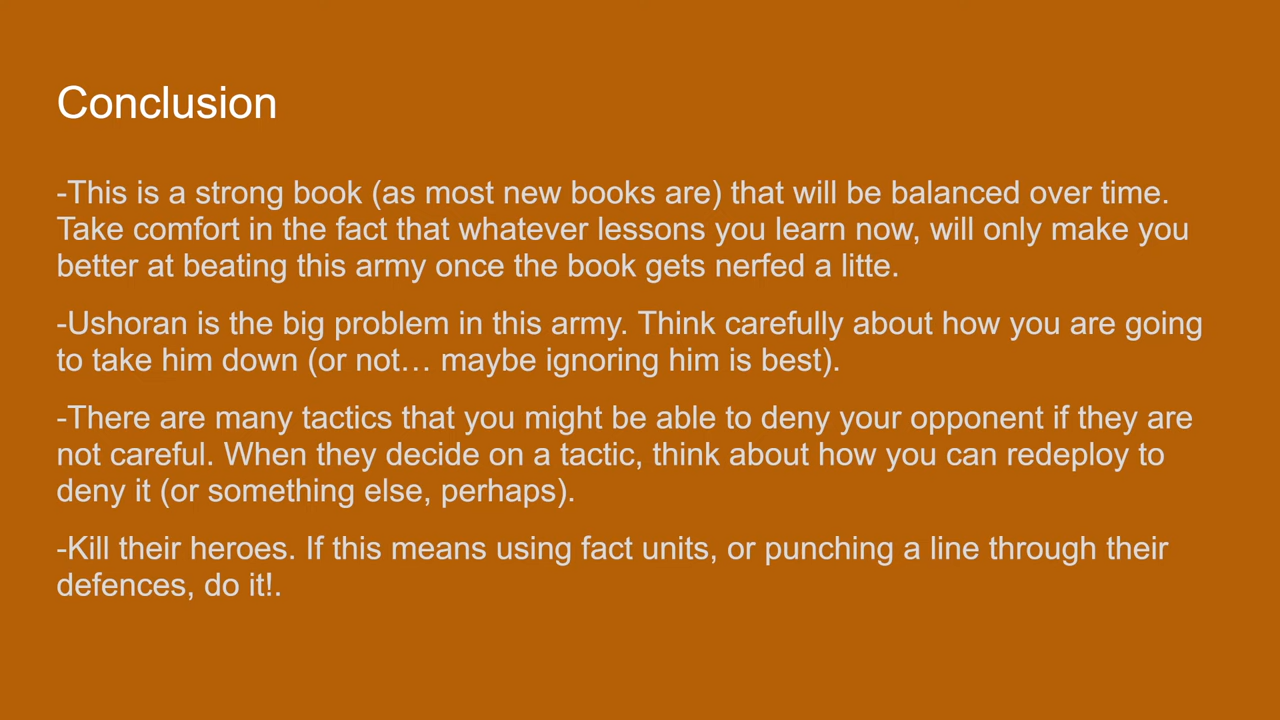 Conclusion
-This is a strong book (as most new books are) that will be balanced over time.
Take comfort in the fact that whatever lessons you learn now, will only make you
better at beating this army once the book gets nerfed a litte.
-Ushoran is the big problem in this army. Think carefully about how you are going
to take him down (or not… maybe ignoring him is best).
-There are many tactics that you might be able to deny your opponent if they are
not careful. When they decide on a tactic, think about how you can redeploy to
deny it (or something else, perhaps).
-Kill their heroes. If this means using fact units, or punching a line through their
defences, do it!.